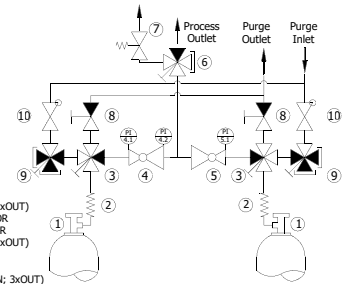 7
Process Outlet
Purge Outlet
Purge Inlet
6
10
8
8
10
PI 4.1
PI 4.2
PI 5.1
9
3
4
5
3
9
2
2
1
1
xOUT)
OR
R
xOUT)
N; 3xOUT)